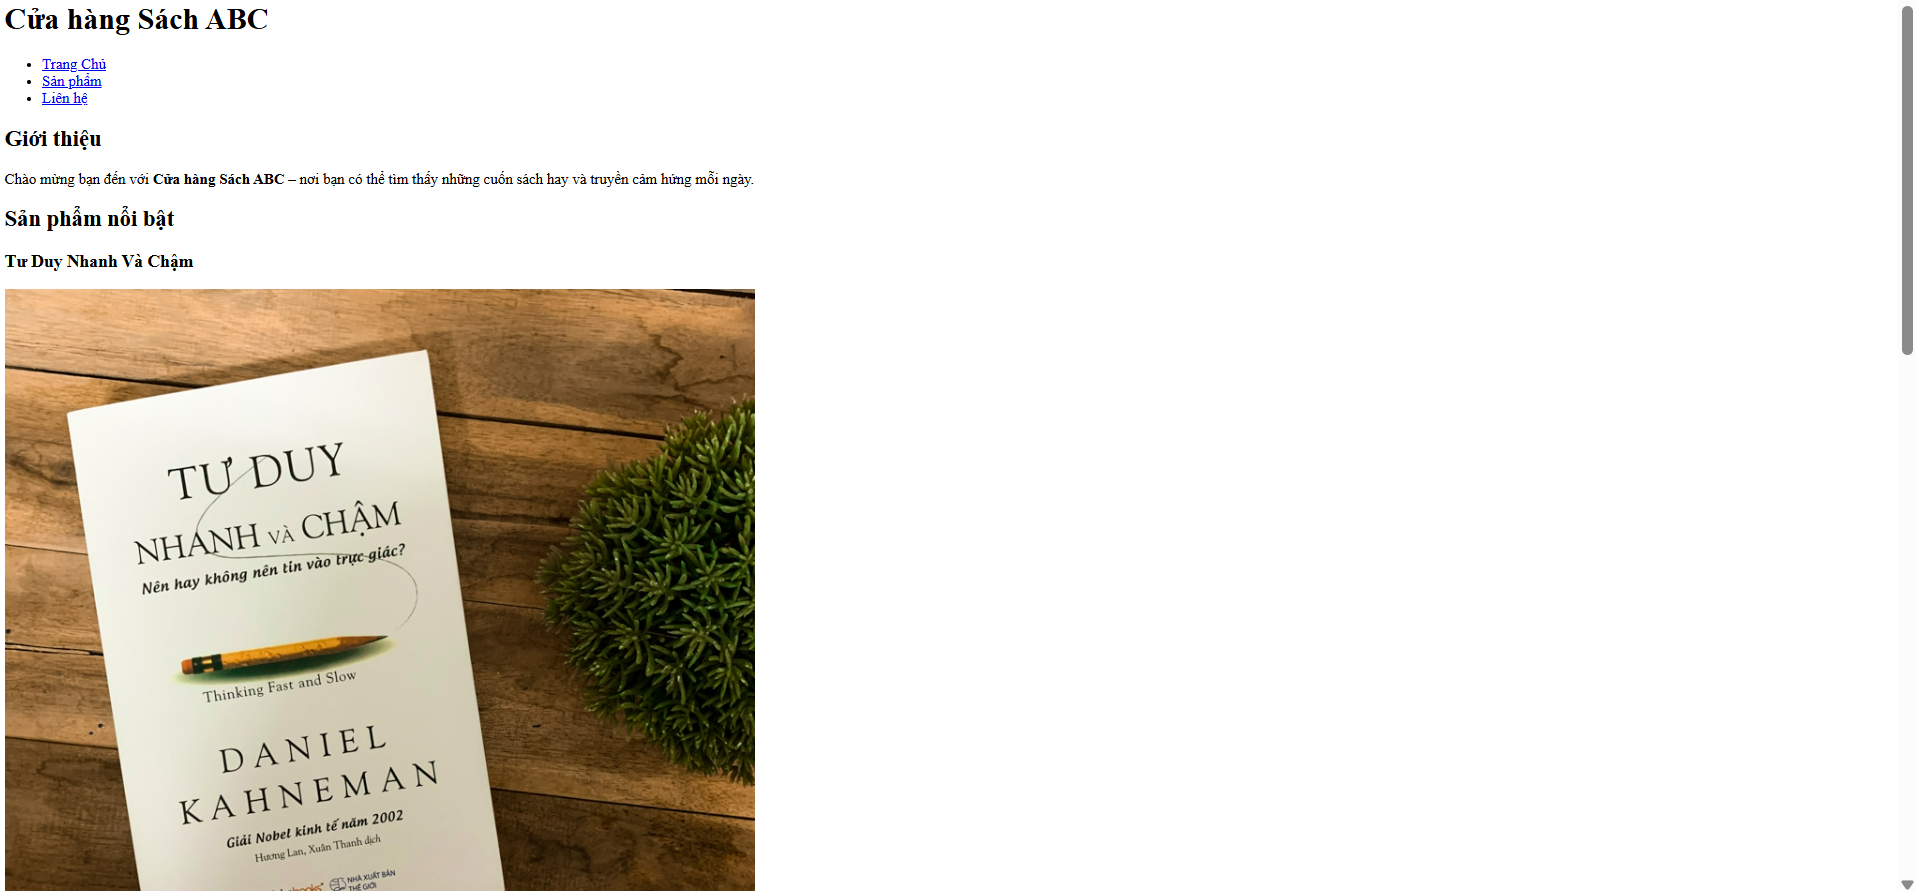 Cửa hàng Sách ABC
Trang Chủ
Sản phẩm
Liên hệ
Giới thiệu
Chào mừng bạn đến với Cửa hàng Sách ABC – nơi bạn có thể tìm thấy những cuốn sách hay và truyền cảm hứng mỗi ngày.
Sản phẩm nổi bật
Tư Duy Nhanh Và Chậm
TƯ DUY
NHANH VÀ CHẬM
Nên hay không nên tin vào trực giác?
Thinking Fast and Slow
DANIEL
KAHNEMAN
Giải Nobel kinh tế năm 2002
Hương Lan, Xuân Thanh dịch
NHÀ XUẤT BẢN
THẾ GIỚI